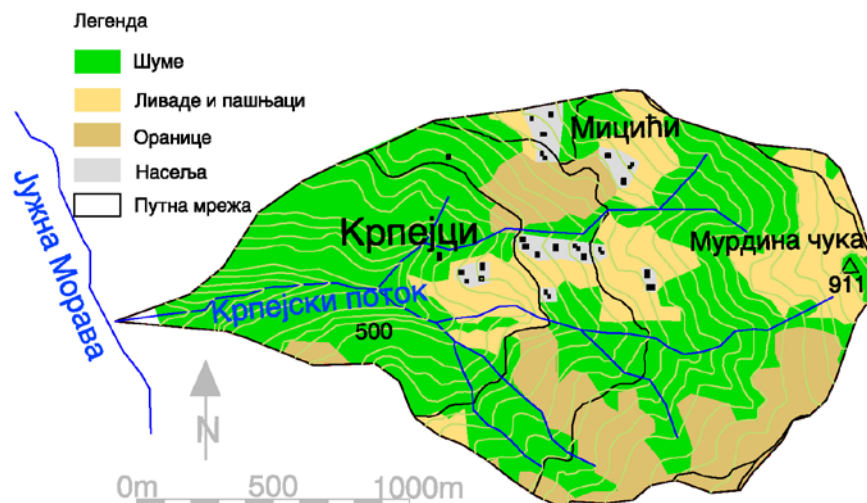 Легенда
Шуме
Ливаде и пашњаци
Оранице
Насеља
Путна мрежа
Мицићи
Крпејци
Мурдина чука
911
Јужна Морава
Крпејски поток
500
N
0m 500 1000m